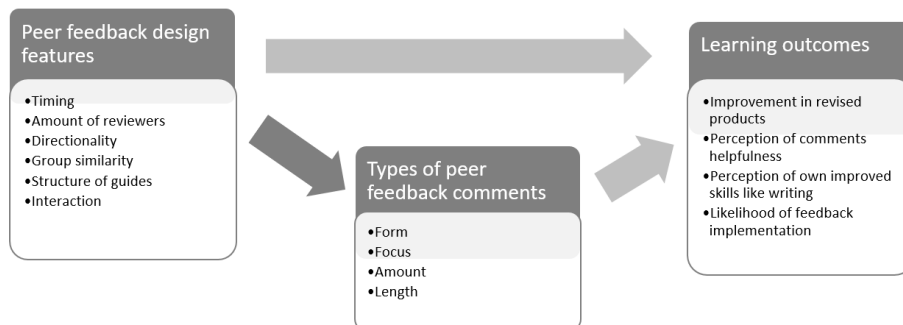 Peer feedback design
features
•Timing
•Amount of reviewers
•Directionality
•Group similarity
•Structure of guides
•Interaction
Types of peer
feedback comments
•Form
•Focus
•Amount
•Length
Learning outcomes
•Improvement in revised
products
•Perception of comments
helpfulness
•Perception of own improved
skills like writing
•Likelihood of feedback
implementation